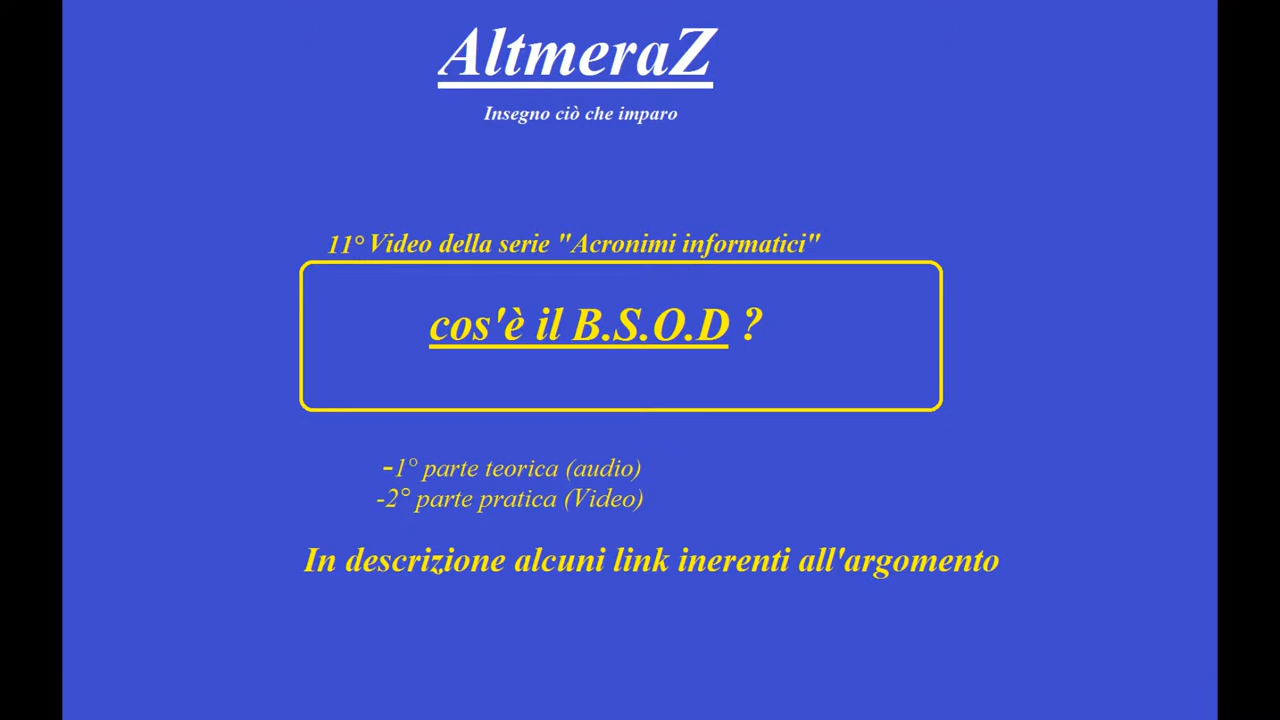 AltmeraZ
Insegno ciò che imparo
11° Video della serie "Acronimi informatici"
cos'è il B.S.O.D ?
-1° parte teorica (audio)
-2° parte pratica (Video)
In descrizione alcuni link inerenti all'argomento